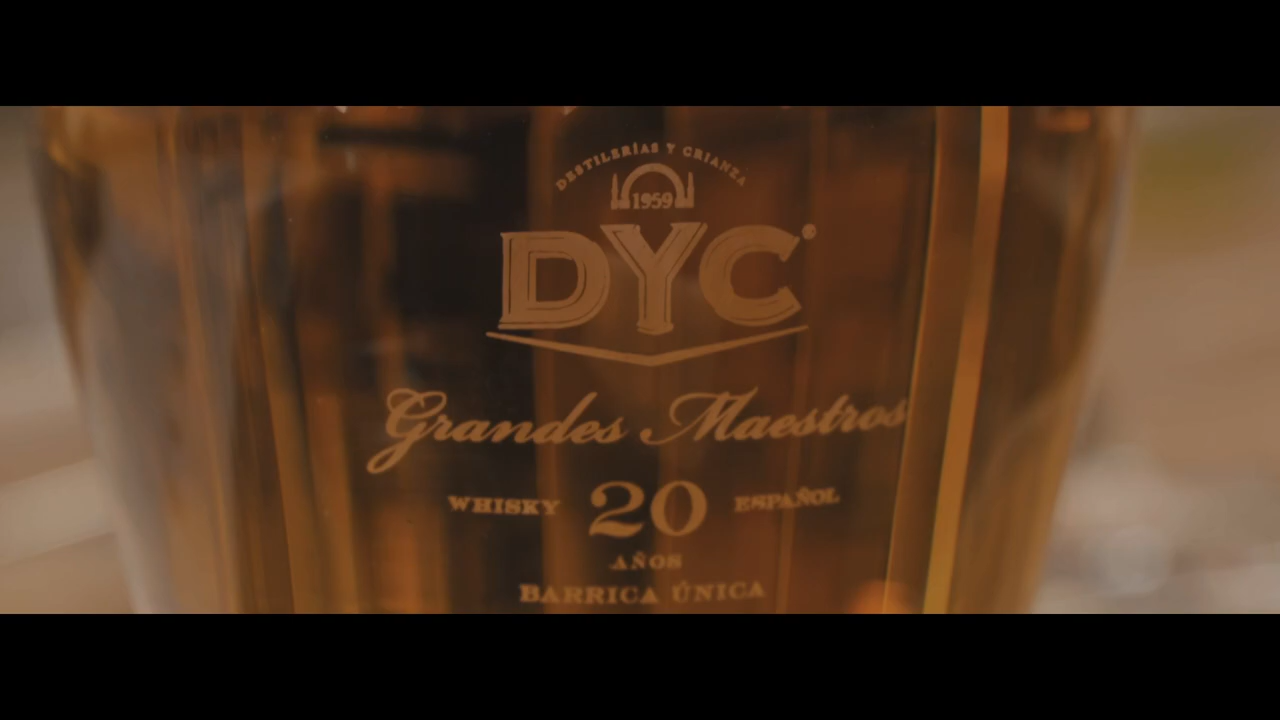 DESTILERÍAS Y CRIANZA
1959
DYC®
Grandes Maestros
WHISKY 20 ESPAÑOL
AÑOS
BARRICA ÚNICA